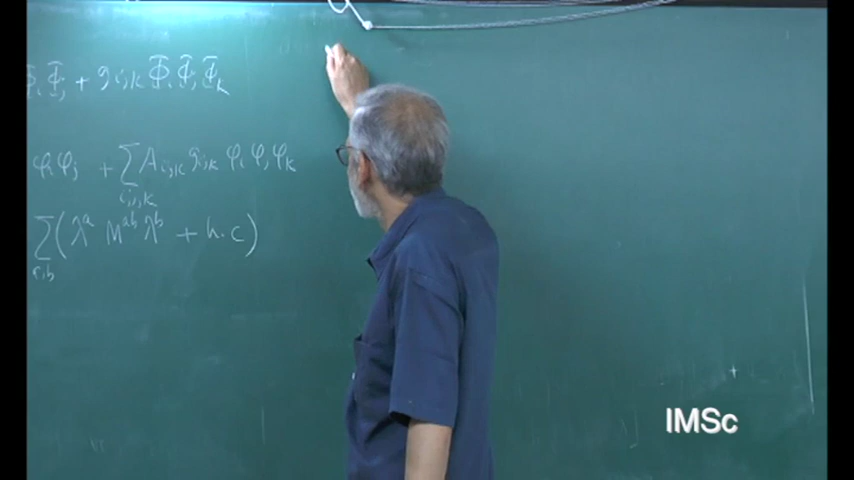 Φ̄ᵢ Φ̄ⱼ + gᵢⱼₖ Φ̄ᵢ Φ̄ⱼ Φ̄ₖ
φᵢ φⱼ + ∑ Aᵢⱼₖ gᵢⱼₖ φᵢ φⱼ φₖ
i,j,k
∑ (λᵃ Mᵃᵇ λᵇ + h.c)
IMSc